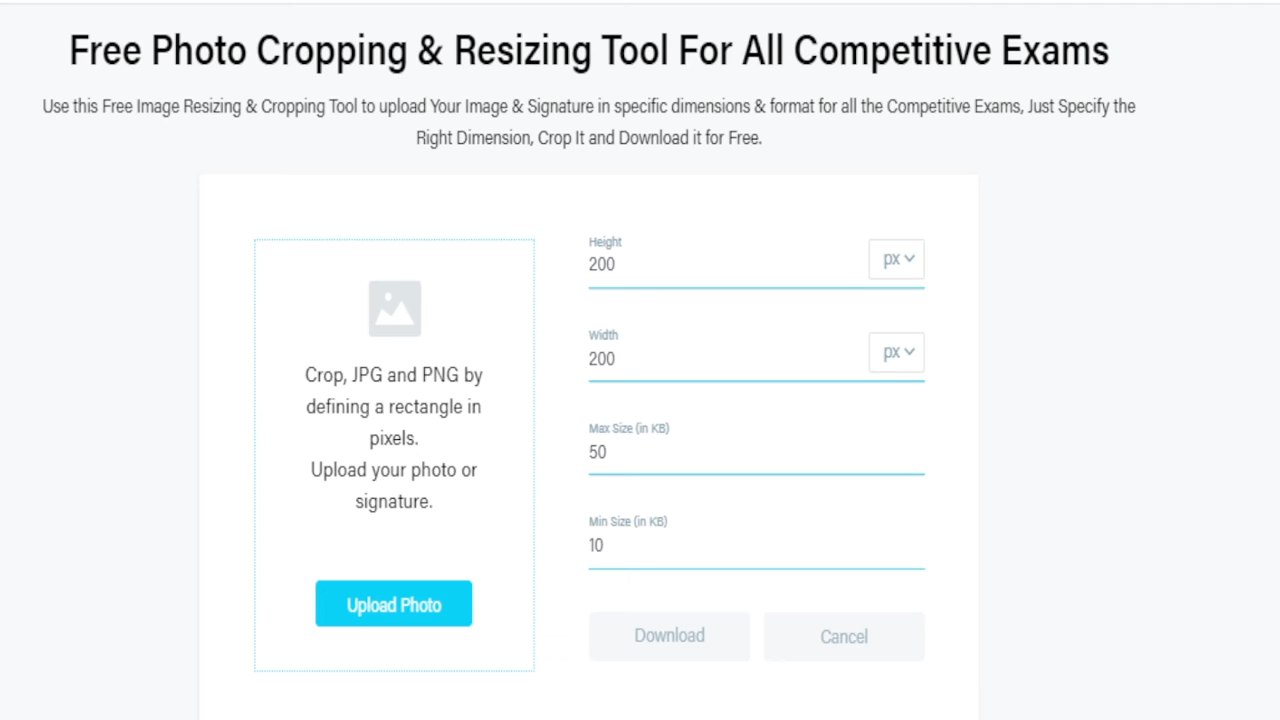 Free Photo Cropping & Resizing Tool For All Competitive Exams
Use this Free Image Resizing & Cropping Tool to upload Your Image & Signature in specific dimensions & format for all the Competitive Exams, Just Specify the
Right Dimension, Crop It and Download it for Free.
Crop, JPG and PNG by
defining a rectangle in
pixels.
Upload your photo or
signature.
Upload Photo
Height
200
px
Width
200
px
Max Size (in KB)
50
Min Size (in KB)
10
Download
Cancel